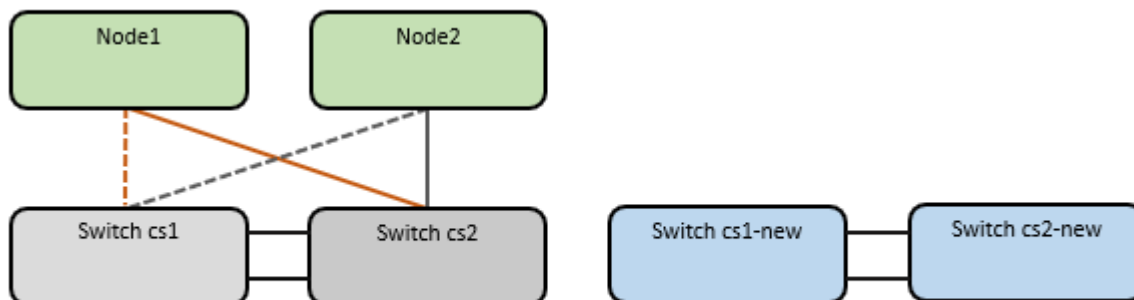 Node1
Node2
Switch cs1
Switch cs2
Switch cs1-new
Switch cs2-new